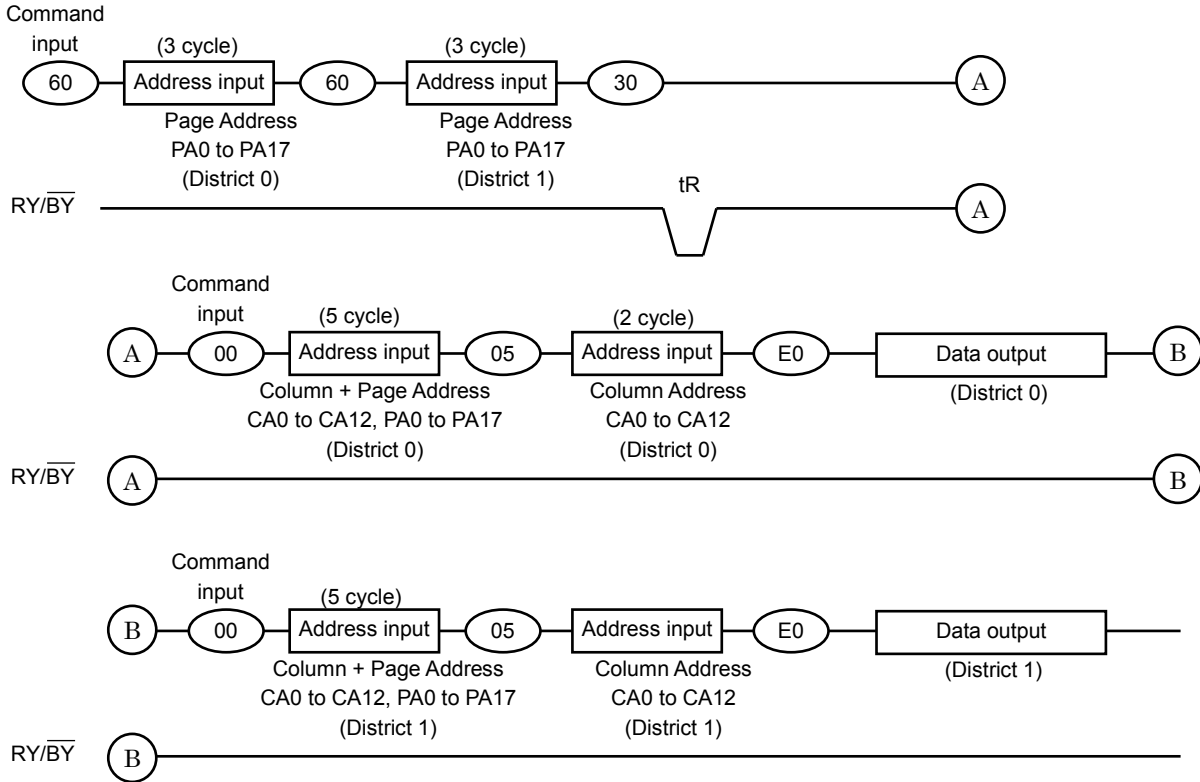 Command
input
(3 cycle) (3 cycle)
60 Address input 60 Address input 30 A
Page Address Page Address
PA0 to PA17 PA0 to PA17
(District 0) (District 1)
tR
RY/B̅Y̅ A
Command
input
(5 cycle) (2 cycle)
A 00 Address input 05 Address input E0 Data output B
Column + Page Address Column Address (District 0)
CA0 to CA12, PA0 to PA17 CA0 to CA12
(District 0) (District 0)
RY/B̅Y̅ A B
Command
input
(5 cycle)
B 00 Address input 05 Address input E0 Data output
Column + Page Address Column Address (District 1)
CA0 to CA12, PA0 to PA17 CA0 to CA12
(District 1) (District 1)
RY/B̅Y̅ B